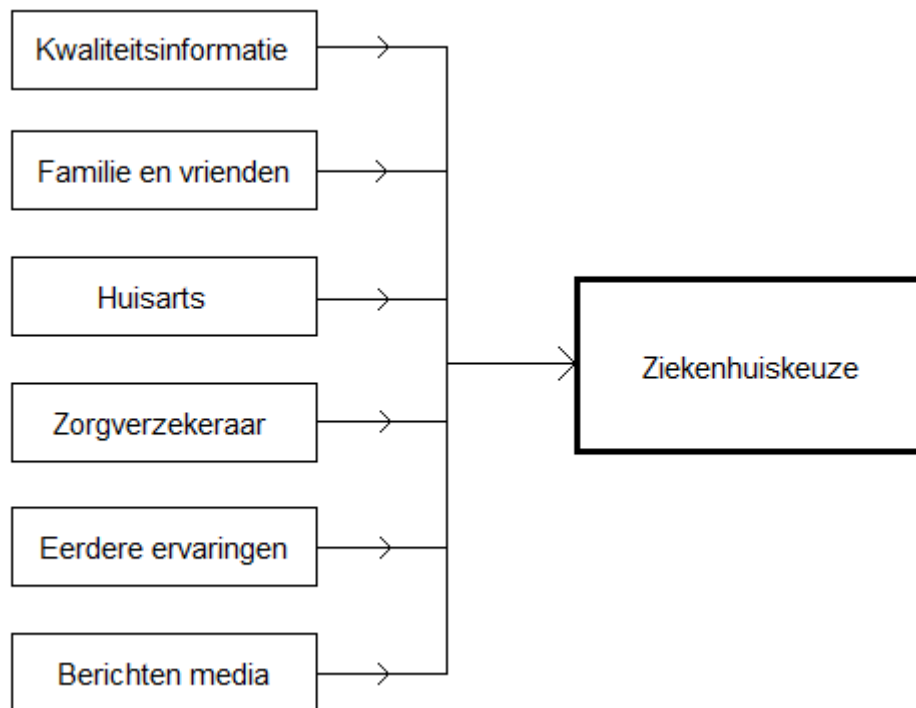 Kwaliteitsinformatie
Familie en vrienden
Huisarts
Zorgverzekeraar
Eerdere ervaringen
Berichten media
Ziekenhuiskeuze